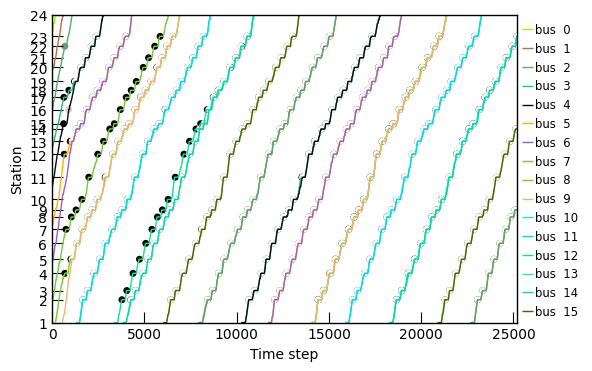 24
23
22
21
20
19
18
17
16
15
14
13
12
11
10
9
8
7
6
5
4
3
2
1
Station
0 5000 10000 15000 20000 25000
Time step
bus 0
bus 1
bus 2
bus 3
bus 4
bus 5
bus 6
bus 7
bus 8
bus 9
bus 10
bus 11
bus 12
bus 13
bus 14
bus 15